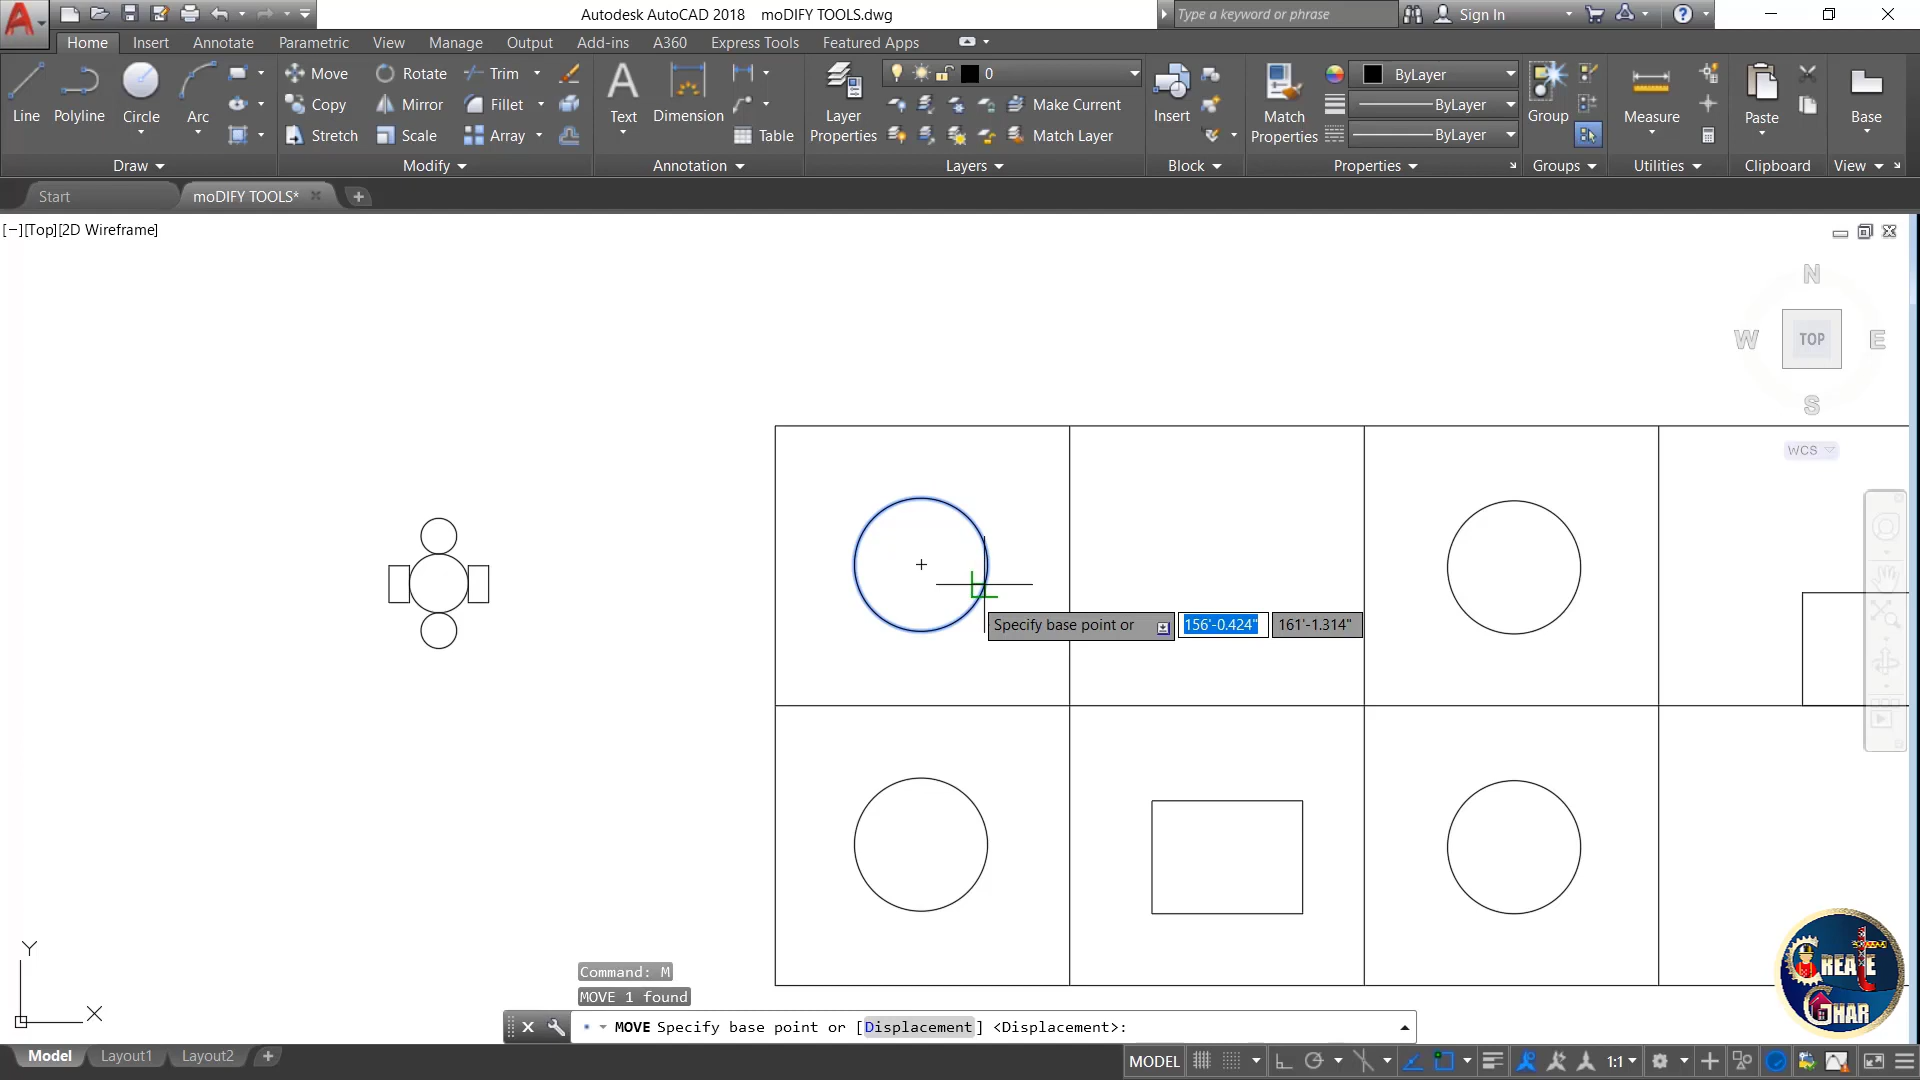 Autodesk AutoCAD 2018 moDIFY TOOLS.dwg
Type a keyword or phrase
Sign In
Home Insert Annotate Parametric View Manage Output Add-ins A360 Express Tools Featured Apps
Line Polyline Circle Arc
Move Rotate Trim
Copy Mirror Fillet
Stretch Scale Array
Text Dimension Table
Layer Properties
0
Make Current
Match Layer
Insert
Match Properties
ByLayer
ByLayer
ByLayer
Group
Measure
Paste
Base
Draw Modify Annotation Layers Block Properties Groups Utilities Clipboard View
Start moDIFY TOOLS*
[−][Top][2D Wireframe]
N
W TOP E
S
WCS
Specify base point or 156'-0.424" 161'-1.314"
Y
X
Command: M
MOVE 1 found
MOVE Specify base point or [Displacement] <Displacement>:
CREATE
GHAR
Model Layout1 Layout2
MODEL 1:1